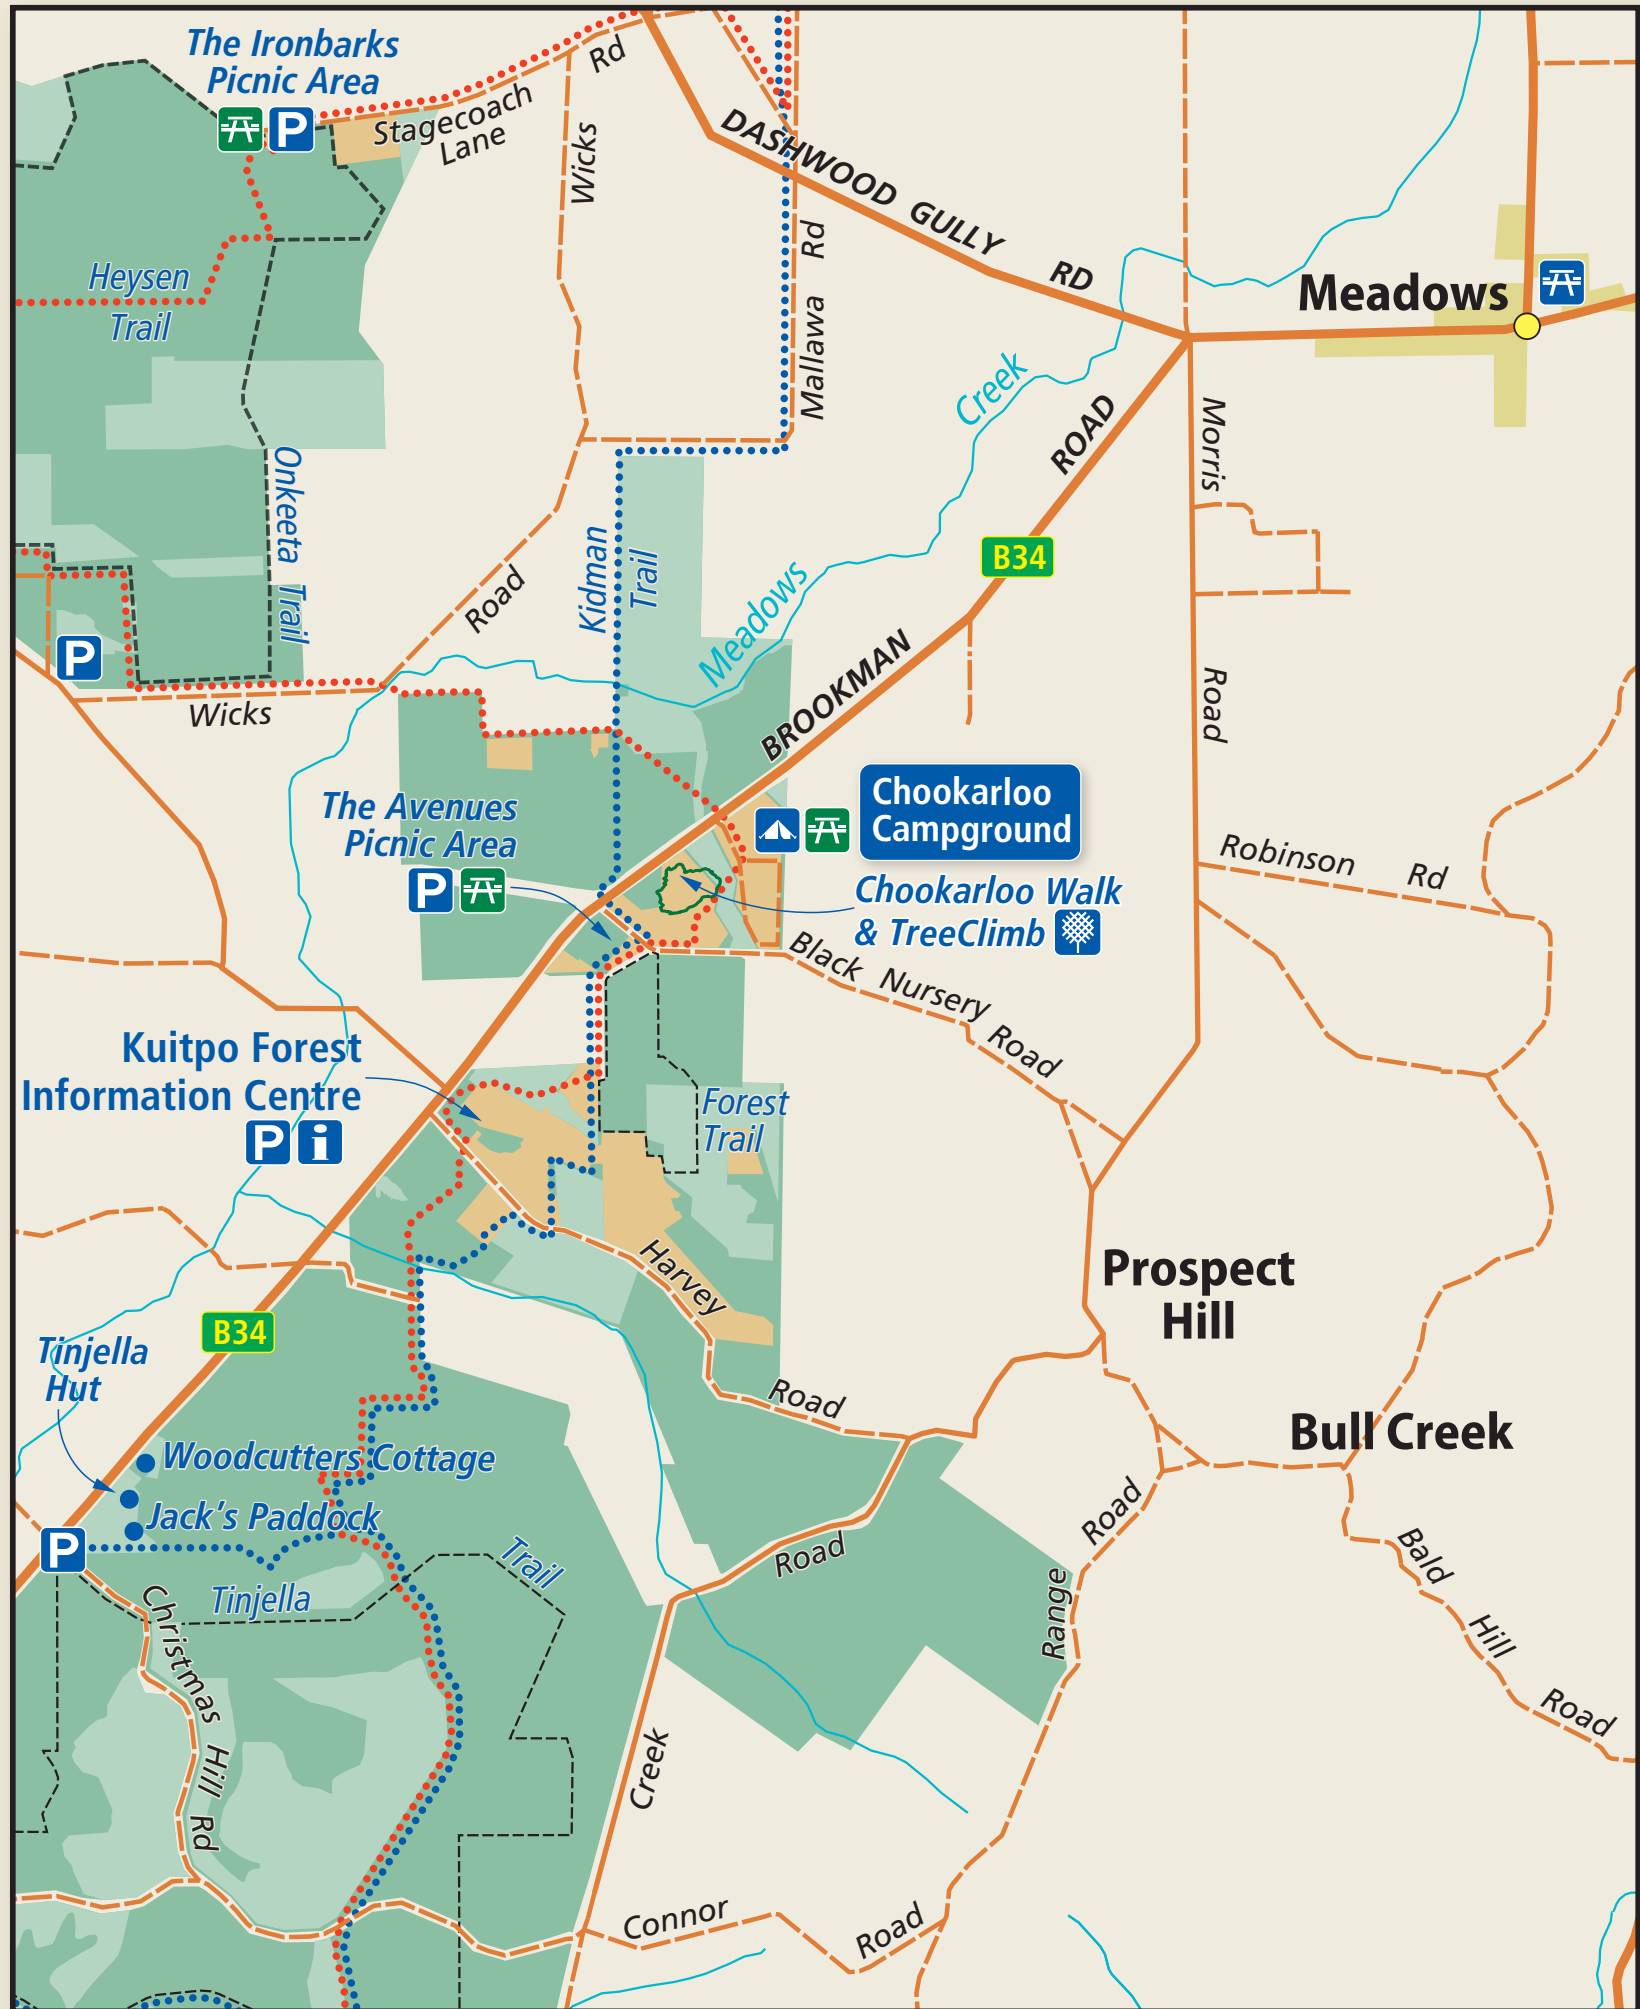 The Ironbarks
Picnic Area
P
Stagecoach
Lane
Rd
Wicks
DASHWOOD GULLY RD
Mallawa Rd
Heysen
Trail
Meadows
Creek
Morris
ROAD
Onkeeta Trail
Kidman
Trail
B34
Road
Meadows
P
Wicks
BROOKMAN
Road
Chookarloo
Campground
The Avenues
Picnic Area
P
Robinson Rd
Chookarloo Walk
& TreeClimb
Black Nursery Road
Kuitpo Forest
Information Centre
P i
Forest
Trail
Harvey
Prospect
Hill
B34
Tinjella
Hut
Road
Bull Creek
Woodcutters Cottage
Jack's Paddock
P
Road
Road
Trail
Tinjella
Bald
Hill
Road
Range
Christmas
Hill
Rd
Creek
Connor
Road